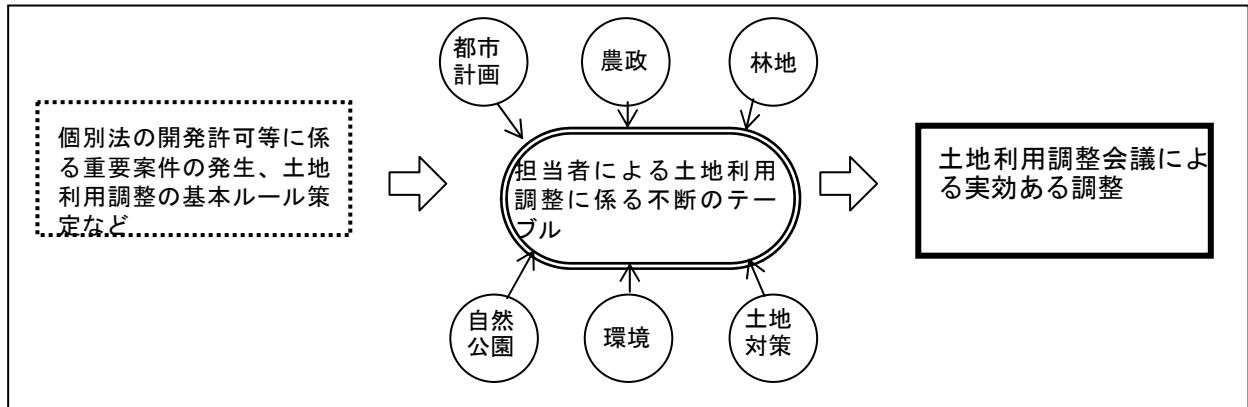 都市
計画
農政
林地
個別法の開発許可等に係
る重要案件の発生、土地
利用調整の基本ルール策
定など
担当者による土地利用
調整に係る不断のテー
ブル
土地利用調整会議によ
る実効ある調整
自然
公園
環境
土地
対策